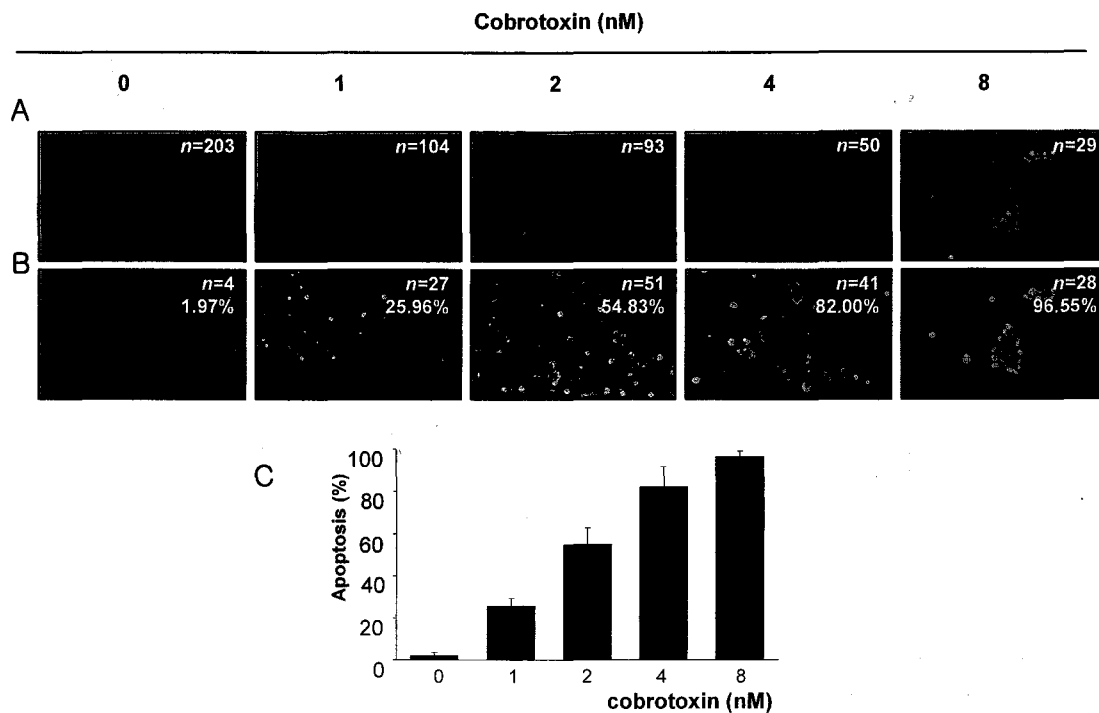 Cobrotoxin (nM)
0 1 2 4 8
A
n=203 n=104 n=93 n=50 n=29
B
n=4 n=27 n=51 n=41 n=28
1.97% 25.96% 54.83% 82.00% 96.55%
C
100
80
60
40
20
0
Apoptosis (%)
0 1 2 4 8
cobrotoxin (nM)